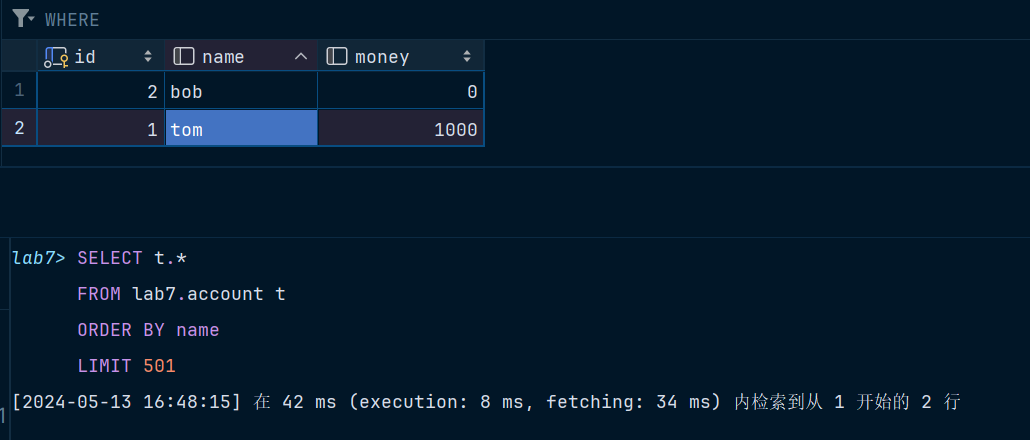 WHERE
id name money
1 2 bob 0
2 1 tom 1000
lab7> SELECT t.*
FROM lab7.account t
ORDER BY name
LIMIT 501
[2024-05-13 16:48:15] 在 42 ms (execution: 8 ms, fetching: 34 ms) 内检索到从 1 开始的 2 行